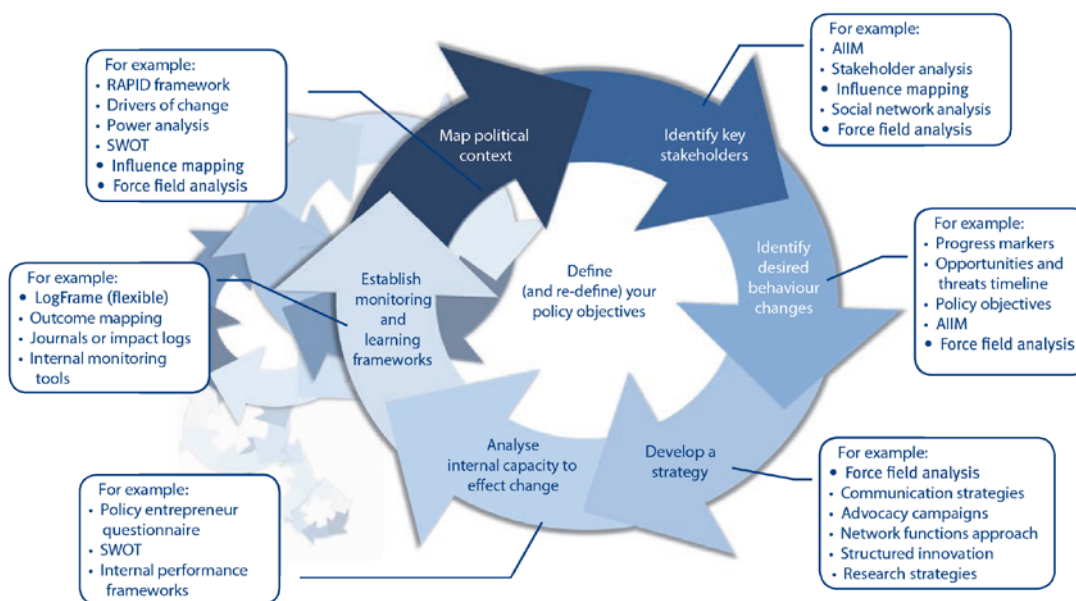 For example:
• RAPID framework
• Drivers of change
• Power analysis
• SWOT
• Influence mapping
• Force field analysis
Map political
context
Identify key
stakeholders
For example:
• AIIM
• Stakeholder analysis
• Influence mapping
• Social network analysis
• Force field analysis
Identify
desired
behaviour
changes
For example:
• Progress markers
• Opportunities and
threats timeline
• Policy objectives
• AIIM
• Force field analysis
Define
(and re-define) your
policy objectives
Establish
monitoring
and
learning
frameworks
For example:
• LogFrame (flexible)
• Outcome mapping
• Journals or impact logs
• Internal monitoring
tools
Analyse
internal capacity to
effect change
Develop a
strategy
For example:
• Policy entrepreneur
questionnaire
• SWOT
• Internal performance
frameworks
For example:
• Force field analysis
• Communication strategies
• Advocacy campaigns
• Network functions approach
• Structured innovation
• Research strategies